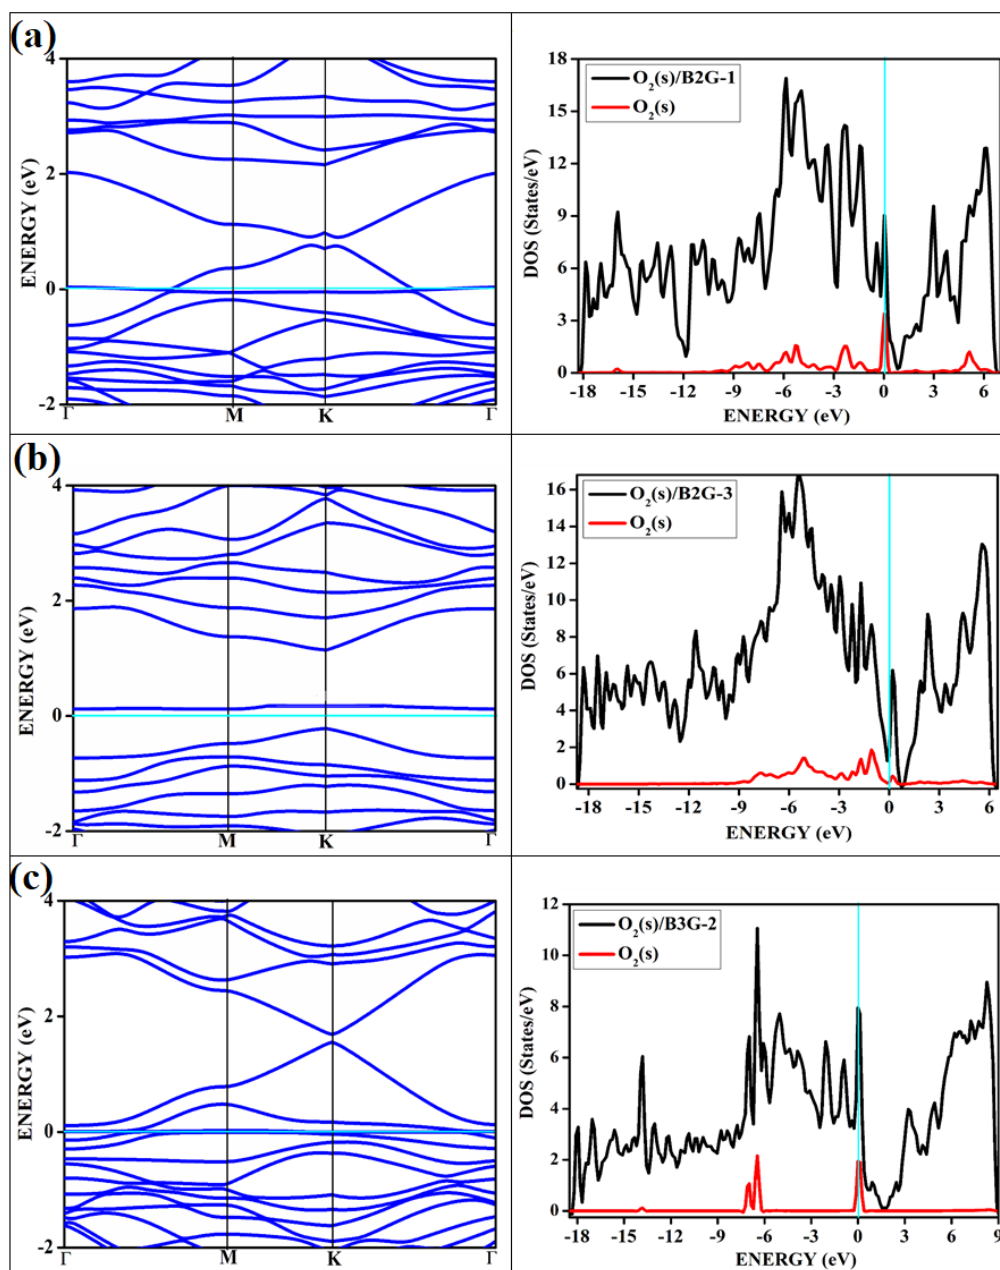 (a)
4
2
0
-2
ENERGY (eV)
Γ M K Γ
18
15
12
9
6
3
0
DOS (States/eV)
O₂(s)/B2G-1
O₂(s)
-18 -15 -12 -9 -6 -3 0 3 6
ENERGY (eV)
(b)
4
2
0
-2
ENERGY (eV)
Γ M K Γ
16
14
12
10
8
6
4
2
0
DOS (States/eV)
O₂(s)/B2G-3
O₂(s)
-18 -15 -12 -9 -6 -3 0 3 6
ENERGY (eV)
(c)
4
2
0
-2
ENERGY (eV)
Γ M K Γ
12
10
8
6
4
2
0
DOS (States/eV)
O₂(s)/B3G-2
O₂(s)
-18 -15 -12 -9 -6 -3 0 3 6 9
ENERGY (eV)